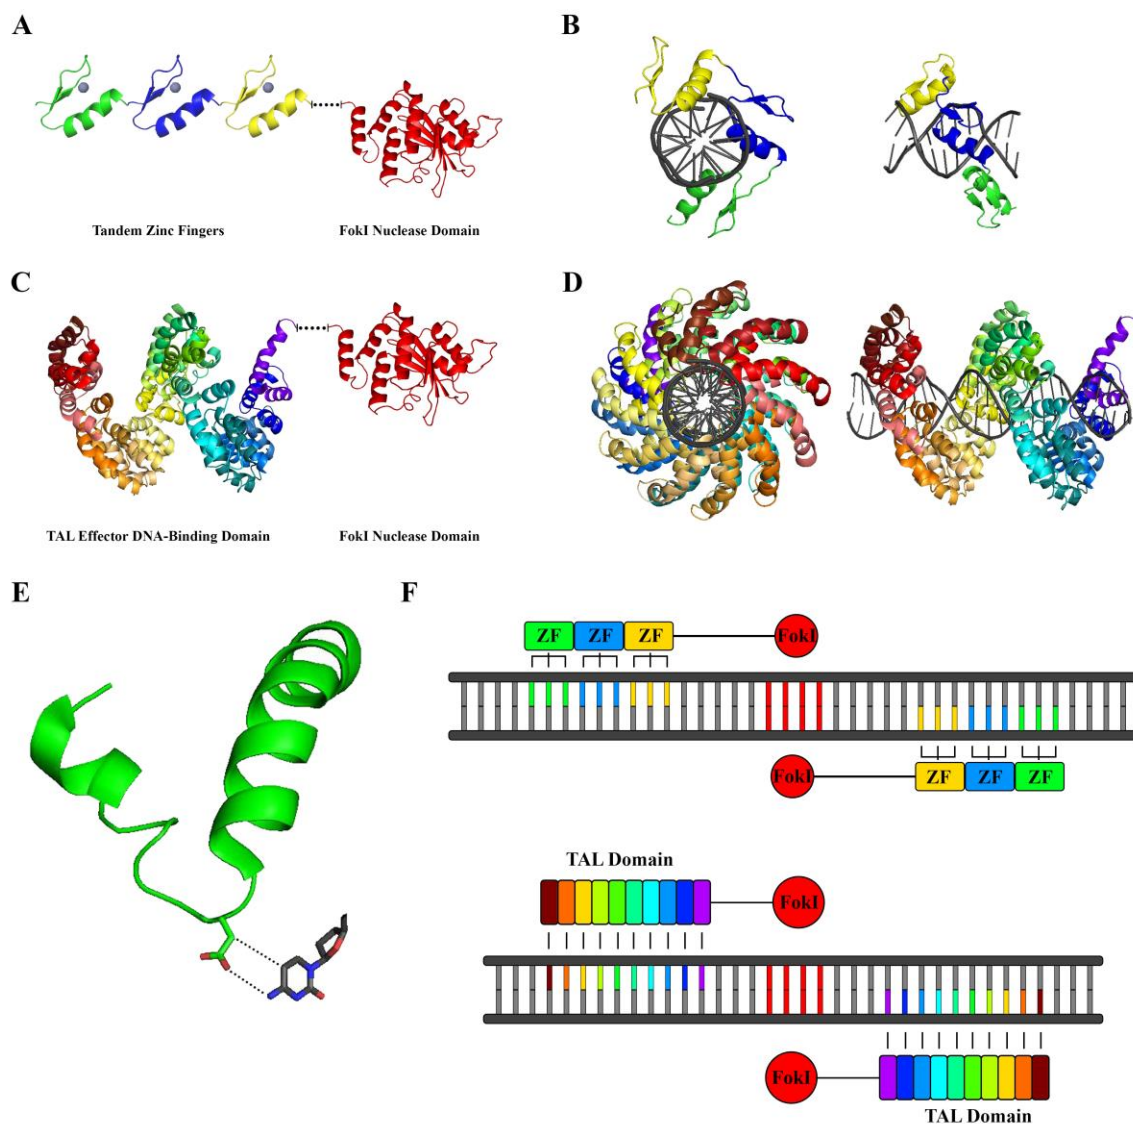 A
B
Tandem Zinc Fingers
FokI Nuclease Domain
C
D
TAL Effector DNA-Binding Domain
FokI Nuclease Domain
E
F
ZF ZF ZF FokI
FokI ZF ZF ZF
TAL Domain
FokI
FokI
TAL Domain